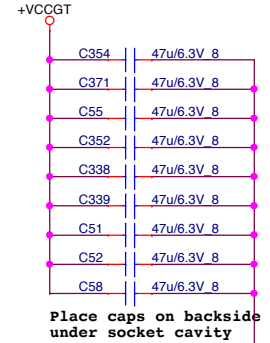 +VCCGT
C354 47u/6.3V_8
C371 47u/6.3V_8
C55 47u/6.3V_8
C352 47u/6.3V_8
C338 47u/6.3V_8
C339 47u/6.3V_8
C51 47u/6.3V_8
C52 47u/6.3V_8
C58 47u/6.3V_8
Place caps on backside
under socket cavity